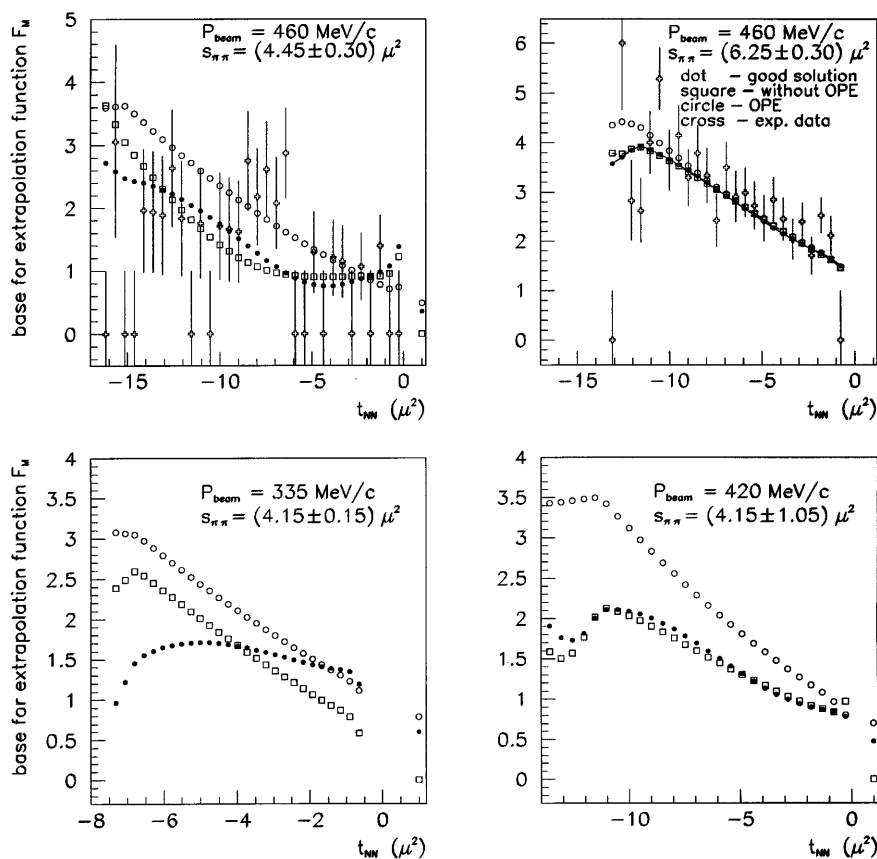 base for extrapolation function F_M
5
4
3
2
1
0
P_beam = 460 MeV/c
s_ππ = (4.45±0.30) μ²
−15
−10
−5
0
t_NN (μ²)
6
5
4
3
2
1
0
P_beam = 460 MeV/c
s_ππ = (6.25±0.30) μ²
dot – good solution
square – without OPE
circle – OPE
cross – exp. data
−15
−10
−5
0
t_NN (μ²)
base for extrapolation function F_M
4
3.5
3
2.5
2
1.5
1
0.5
0
P_beam = 335 MeV/c
s_ππ = (4.15±0.15) μ²
−8
−6
−4
−2
0
t_NN (μ²)
4
3.5
3
2.5
2
1.5
1
0.5
0
P_beam = 420 MeV/c
s_ππ = (4.15±1.05) μ²
−10
−5
0
t_NN (μ²)